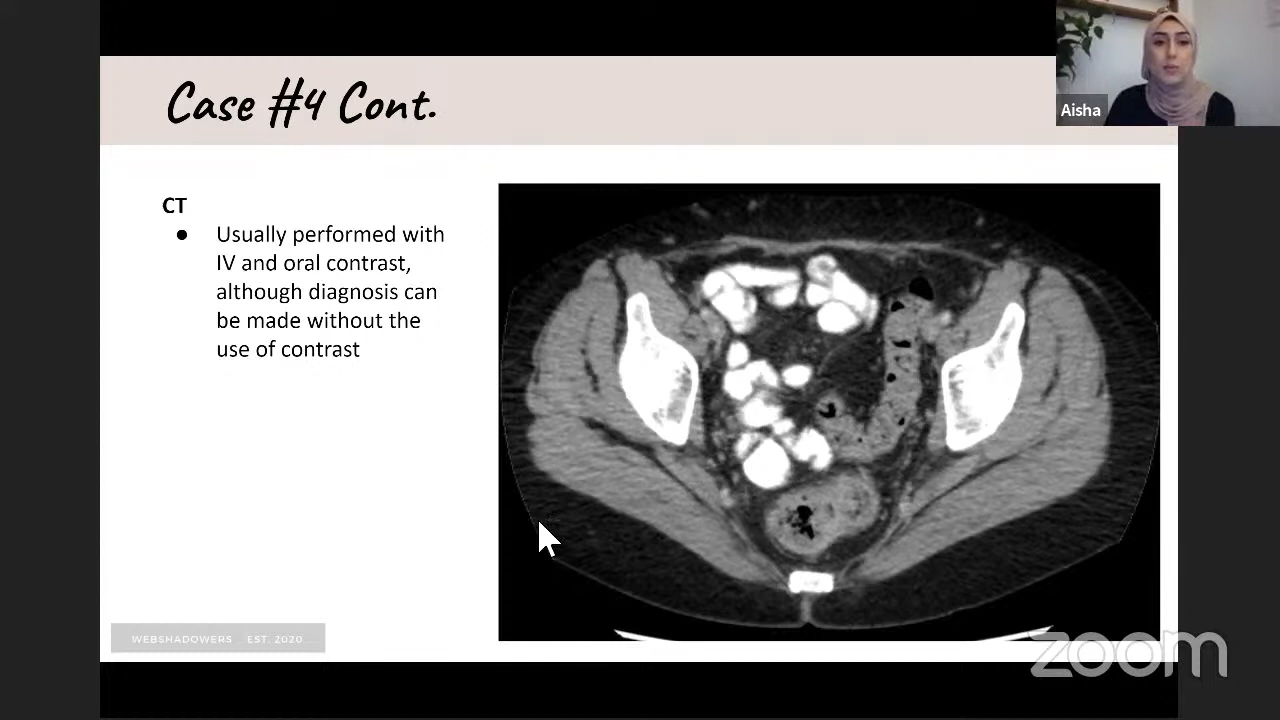 Case #4 Cont.
Aisha
CT
● Usually performed with
IV and oral contrast,
although diagnosis can
be made without the
use of contrast
WEBSHADOWERS EST. 2020
zoom